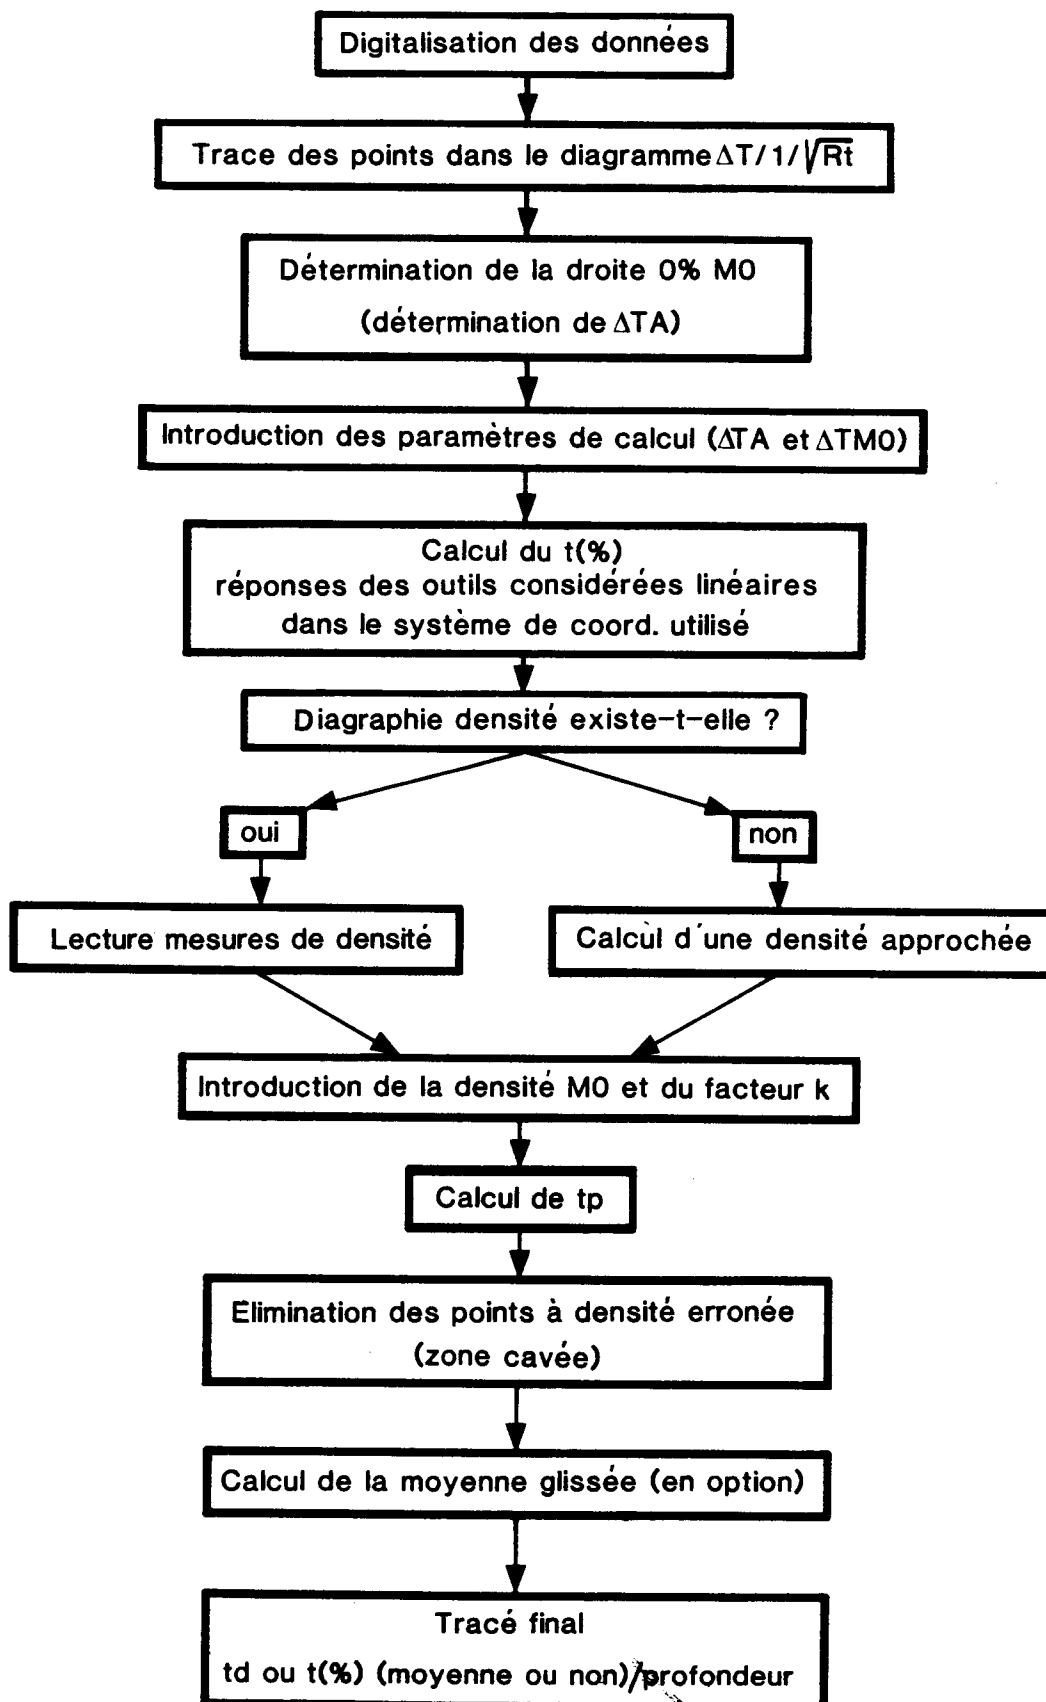 Digitalisation des données
Trace des points dans le diagramme ΔT/1/√Rt
Détermination de la droite 0% M0
(détermination de ΔTA)
Introduction des paramètres de calcul (ΔTA et ΔTM0)
Calcul du t(%)
réponses des outils considérées linéaires
dans le système de coord. utilisé
Diagraphie densité existe-t-elle ?
oui
non
Lecture mesures de densité
Calcul d'une densité approchée
Introduction de la densité M0 et du facteur k
Calcul de tp
Elimination des points à densité erronée
(zone cavée)
Calcul de la moyenne glissée (en option)
Tracé final
td ou t(%) (moyenne ou non)/profondeur